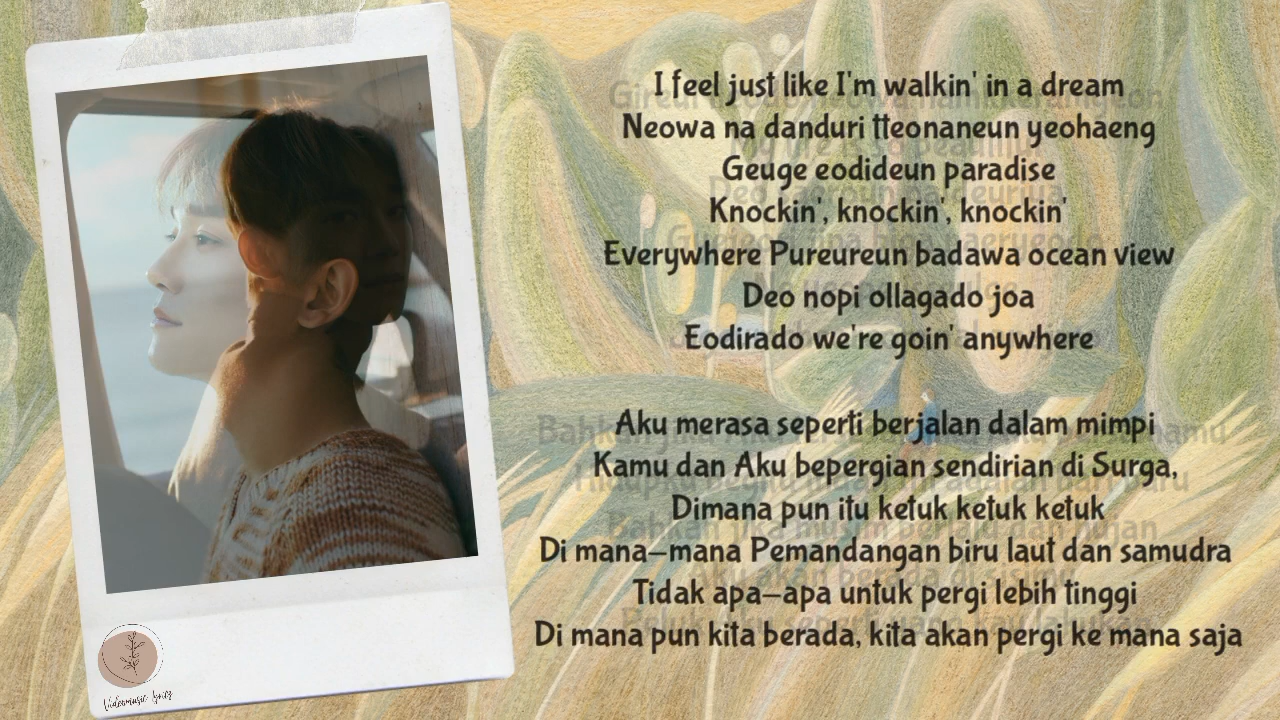 I feel just like I'm walkin' in a dream
Neowa na danduri tteonaneun yeohaeng
Geuge eodideun paradise
Knockin', knockin', knockin'
Everywhere Pureureun badawa ocean view
Deo nopi ollagado joa
Eodirado we're goin' anywhere
Aku merasa seperti berjalan dalam mimpi
Kamu dan Aku bepergian sendirian di Surga,
Dimana pun itu ketuk ketuk ketuk
Di mana-mana Pemandangan biru laut dan samudra
Tidak apa-apa untuk pergi lebih tinggi
Di mana pun kita berada, kita akan pergi ke mana saja